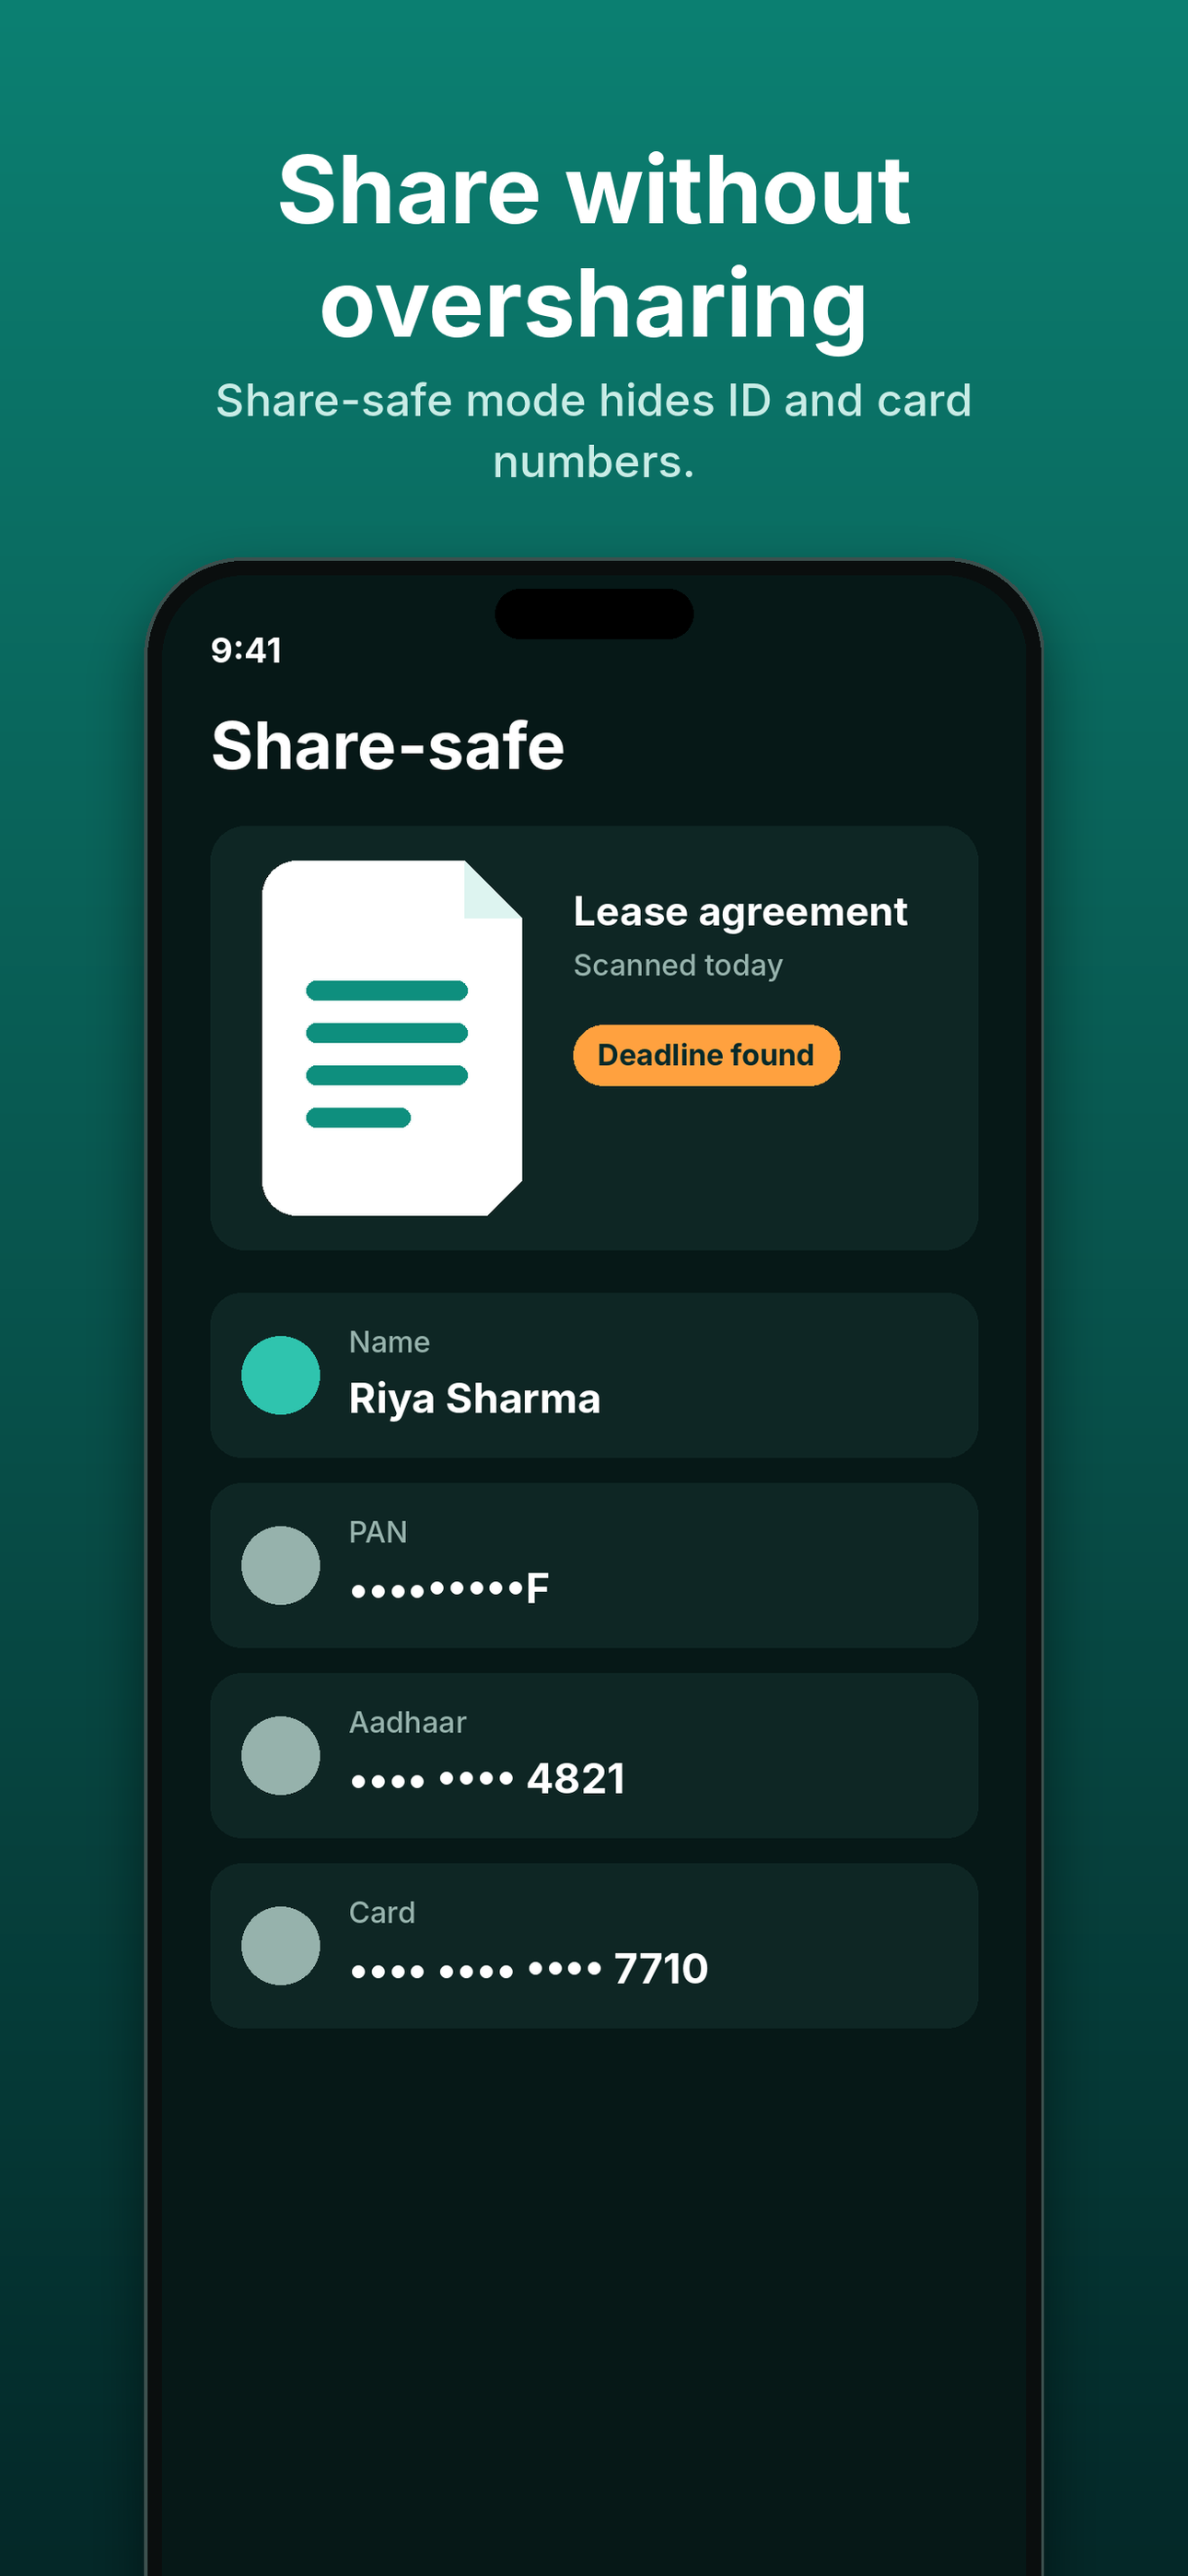 Share without
oversharing
Share-safe mode hides ID and card
numbers.
9:41
Share-safe
Lease agreement
Scanned today
Deadline found
Name
Riya Sharma
PAN
•••••••••F
Aadhaar
•••• •••• 4821
Card
•••• •••• •••• 7710